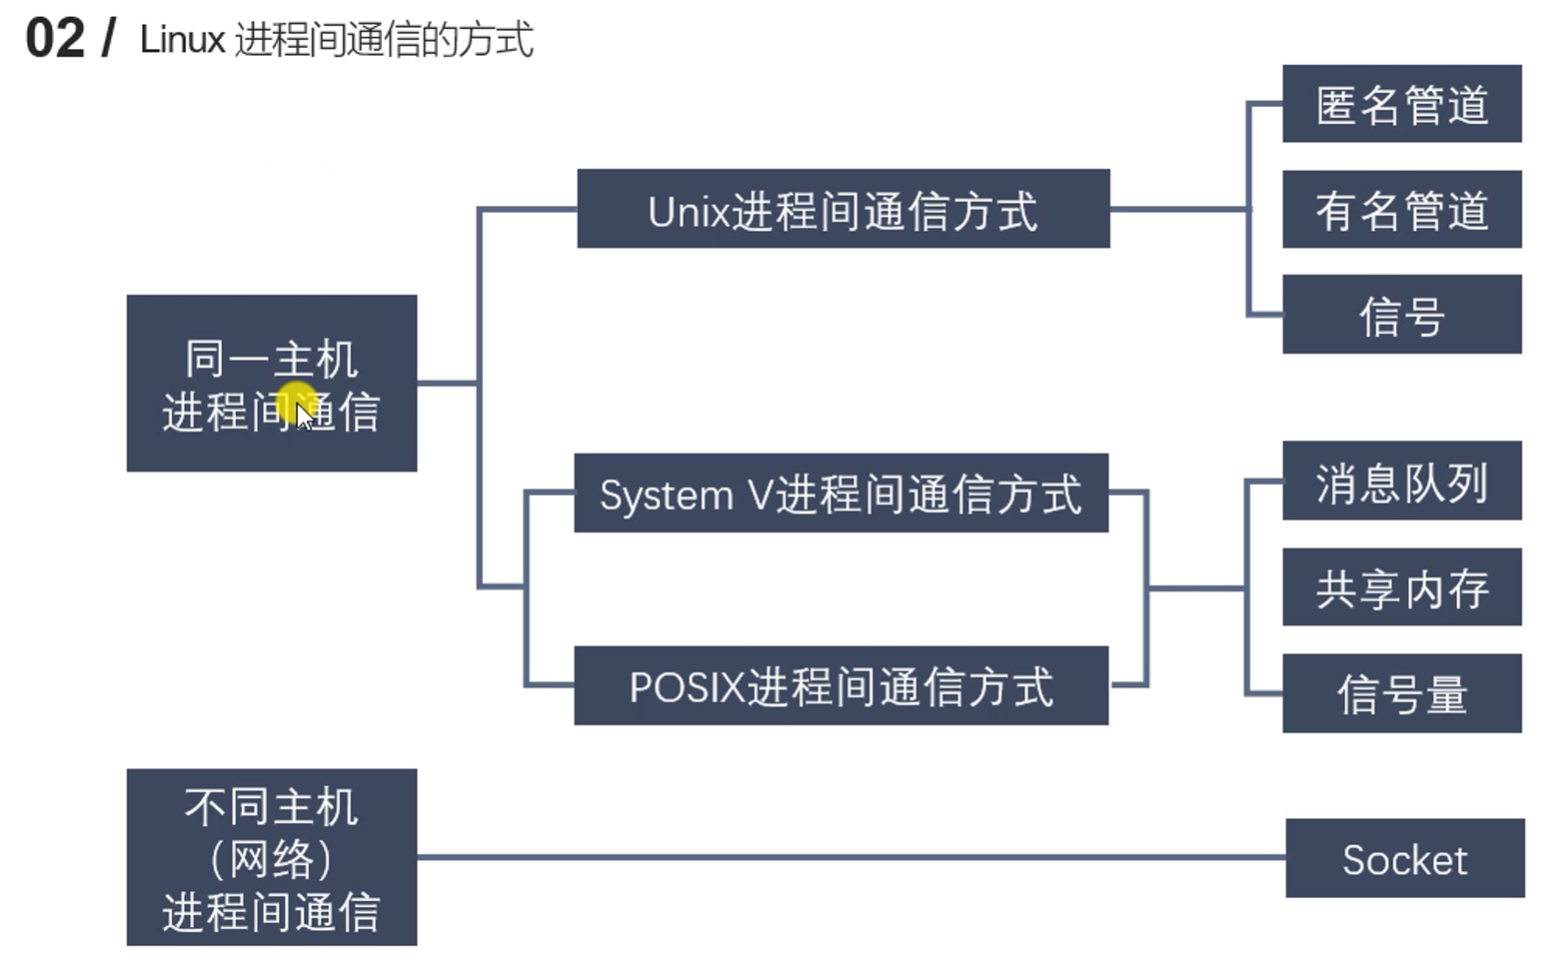 02 / Linux 进程间通信的方式
匿名管道
Unix进程间通信方式
有名管道
信号
同一主机
进程间通信
System V进程间通信方式
消息队列
共享内存
POSIX进程间通信方式
信号量
不同主机
（网络）
进程间通信
Socket